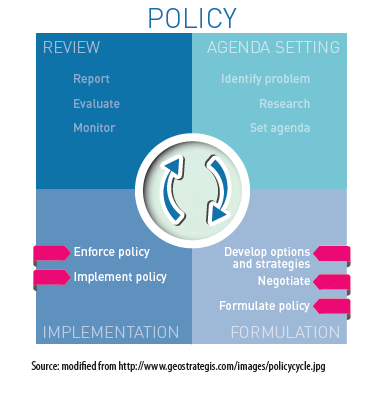 POLICY
REVIEW
Report
Evaluate
Monitor
AGENDA SETTING
Identify problem
Research
Set agenda
Enforce policy
Implement policy
IMPLEMENTATION
Develop options
and strategies
Negotiate
Formulate policy
FORMULATION
Source: modified from http://www.geostrategis.com/images/policycycle.jpg